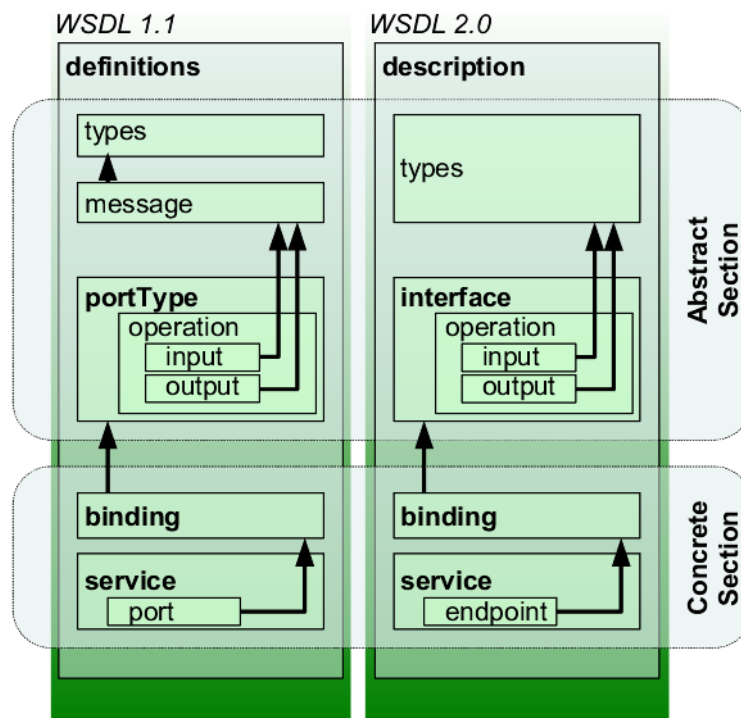 WSDL 1.1
definitions
types
message
portType
operation
input
output
binding
service
port
WSDL 2.0
description
types
interface
operation
input
output
binding
service
endpoint
Abstract
Section
Concrete
Section